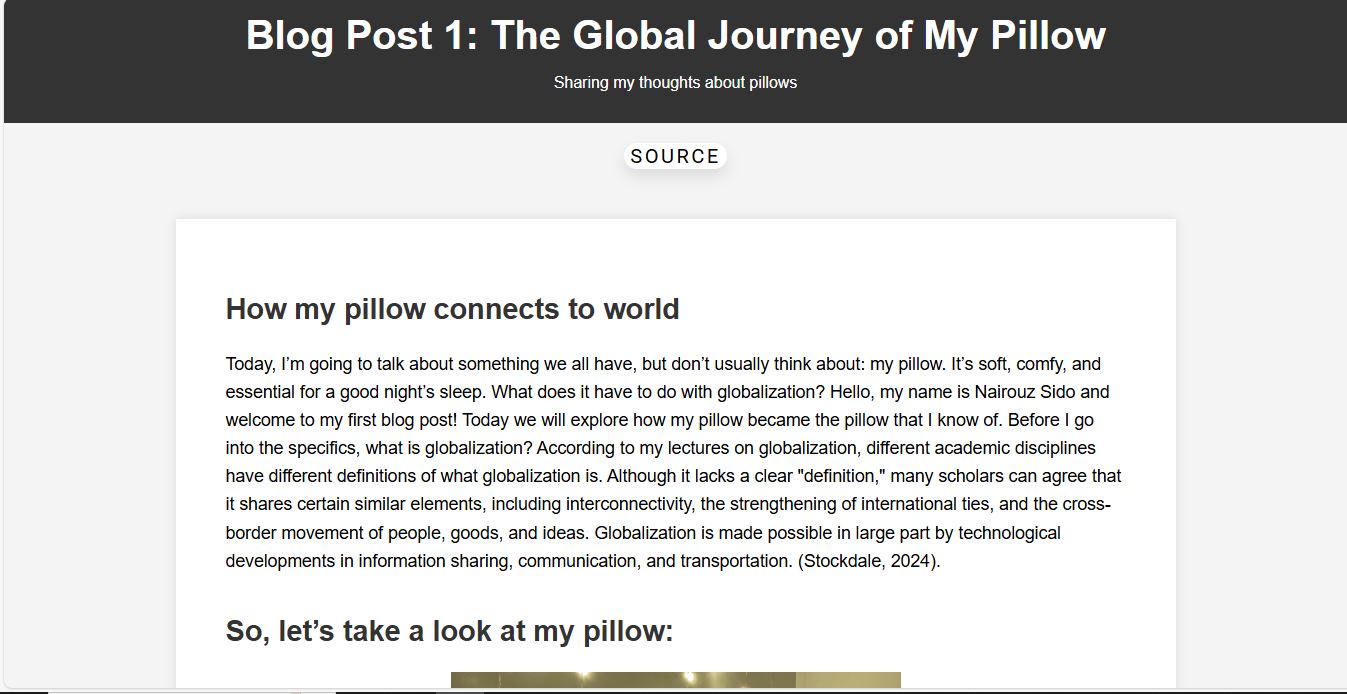 Blog Post 1: The Global Journey of My Pillow
Sharing my thoughts about pillows
SOURCE
How my pillow connects to world
Today, I’m going to talk about something we all have, but don’t usually think about: my pillow. It’s soft, comfy, and
essential for a good night’s sleep. What does it have to do with globalization? Hello, my name is Nairouz Sido and
welcome to my first blog post! Today we will explore how my pillow became the pillow that I know of. Before I go
into the specifics, what is globalization? According to my lectures on globalization, different academic disciplines
have different definitions of what globalization is. Although it lacks a clear "definition," many scholars can agree that
it shares certain similar elements, including interconnectivity, the strengthening of international ties, and the cross-
border movement of people, goods, and ideas. Globalization is made possible in large part by technological
developments in information sharing, communication, and transportation. (Stockdale, 2024).
So, let’s take a look at my pillow: